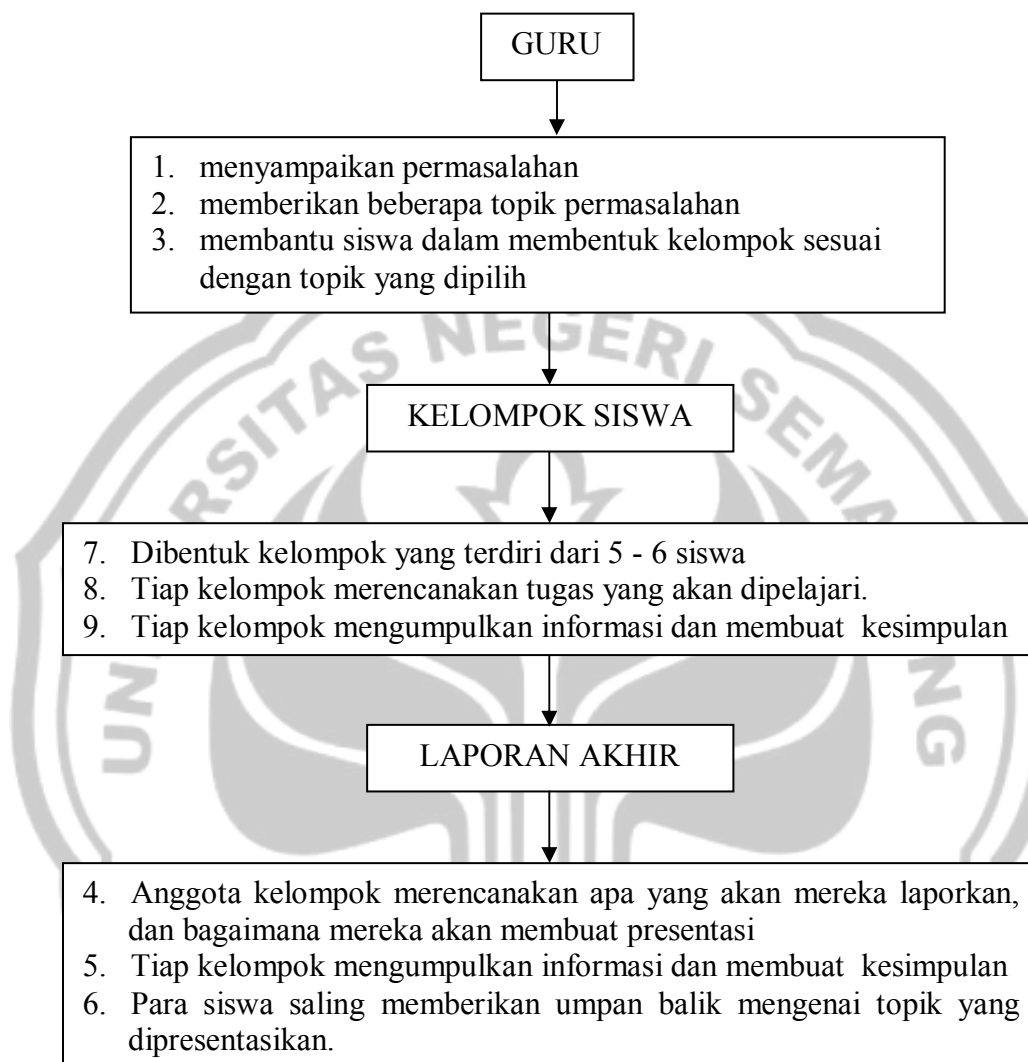 GURU
1. menyampaikan permasalahan
2. memberikan beberapa topik permasalahan
3. membantu siswa dalam membentuk kelompok sesuai
dengan topik yang dipilih
UNIVERSITAS NEGERI SEMARANG
KELOMPOK SISWA
7. Dibentuk kelompok yang terdiri dari 5 - 6 siswa
8. Tiap kelompok merencanakan tugas yang akan dipelajari.
9. Tiap kelompok mengumpulkan informasi dan membuat kesimpulan
LAPORAN AKHIR
4. Anggota kelompok merencanakan apa yang akan mereka laporkan,
dan bagaimana mereka akan membuat presentasi
5. Tiap kelompok mengumpulkan informasi dan membuat kesimpulan
6. Para siswa saling memberikan umpan balik mengenai topik yang
dipresentasikan.